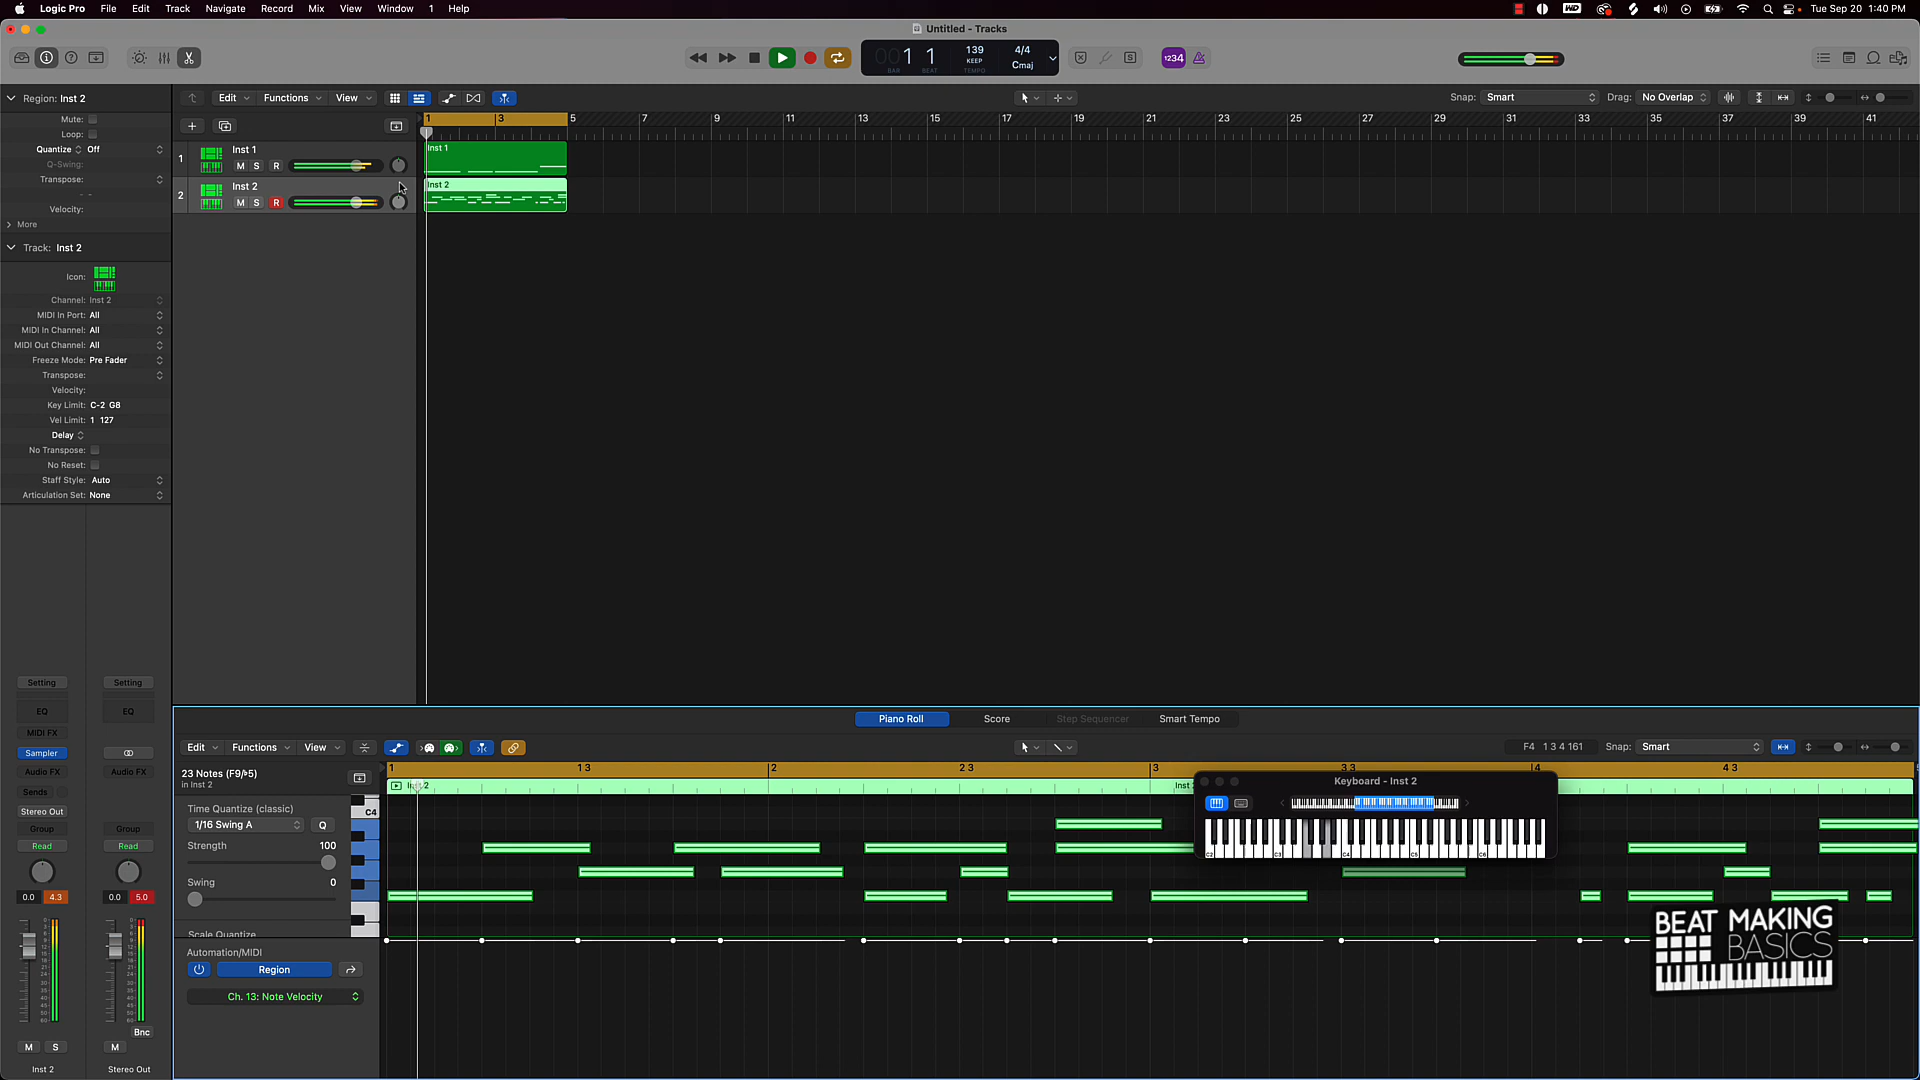 Logic Pro File Edit Track Navigate Record Mix View Window 1 Help
Tue Sep 20 1:40 PM
Untitled - Tracks
001 1 139 4/4
KEEP Cmaj
BAR BEAT TEMPO
1234
Region: Inst 2
Edit Functions View
Snap: Smart
Drag: No Overlap
Mute:
Loop:
Quantize Off
Q-Swing:
Transpose:
Velocity:
More
1 3 5 7 9 11 13 15 17 19 21 23 25 27 29 31 33 35 37 39 41
1 Inst 1
M S R
Inst 1
2 Inst 2
M S R
Inst 2
Track: Inst 2
Icon:
Channel: Inst 2
MIDI In Port: All
MIDI In Channel: All
MIDI Out Channel: All
Freeze Mode: Pre Fader
Transpose:
Velocity:
Key Limit: C-2 G8
Vel Limit: 1 127
Delay
No Transpose:
No Reset:
Staff Style: Auto
Articulation Set: None
Setting Setting
EQ EQ
MIDI FX
Sampler
Audio FX Audio FX
Sends
Stereo Out
Group Group
Read Read
0.0 4.3 0.0 5.0
Bnc
M S M
Inst 2 Stereo Out
Piano Roll Score Step Sequencer Smart Tempo
Edit Functions View
F4 1 3 4 161
Snap: Smart
23 Notes (F9/♭5)
in Inst 2
1 1 3 2 2 3 3 3 3 4 4 3
Time Quantize (classic)
1/16 Swing A Q
Strength 100
Swing 0
Scale Quantize
C4
Automation/MIDI
Region
Ch. 13: Note Velocity
Keyboard - Inst 2
C2 C3 C4 C5 C6
BEAT MAKING
BASICS